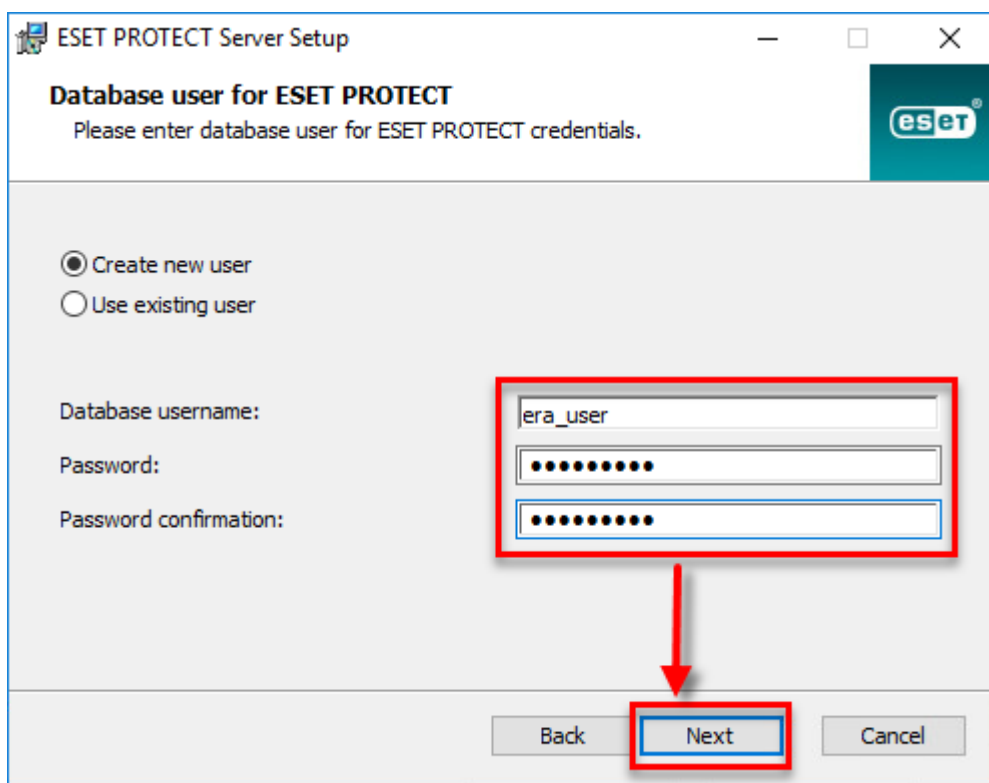 ESET PROTECT Server Setup
Database user for ESET PROTECT
Please enter database user for ESET PROTECT credentials.
eseT®
Create new user
Use existing user
Database username: era_user
Password: ●●●●●●●●●
Password confirmation: ●●●●●●●●●
Back Next Cancel